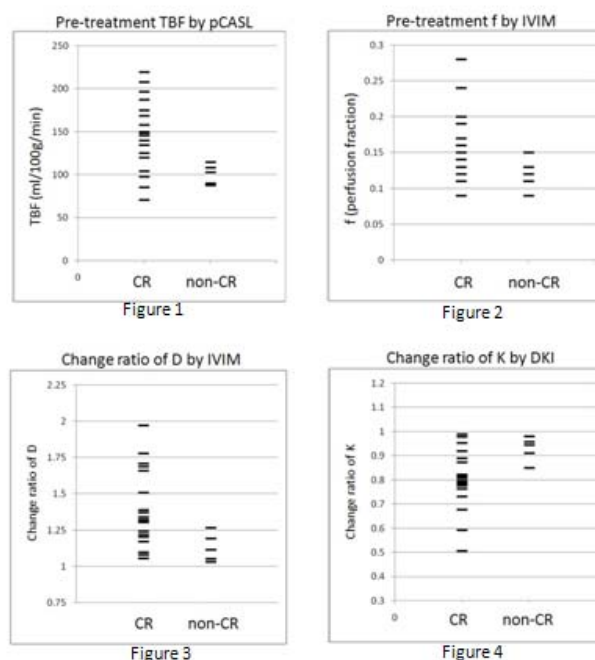 Pre-treatment TBF by pCASL
TBF (ml/100g/min)
250
200
150
100
50
0
0
CR non-CR
Figure 1
Pre-treatment f by IVIM
f (perfusion fraction)
0.3
0.25
0.2
0.15
0.1
0.05
0
0
CR non-CR
Figure 2
Change ratio of D by IVIM
Change ratio of D
2.25
2
1.75
1.5
1.25
1
0.75
CR non-CR
Figure 3
Change ratio of K by DKI
Change ratio of K
1.2
1.1
1
0.9
0.8
0.7
0.6
0.5
0.4
0.3
0
CR non-CR
Figure 4